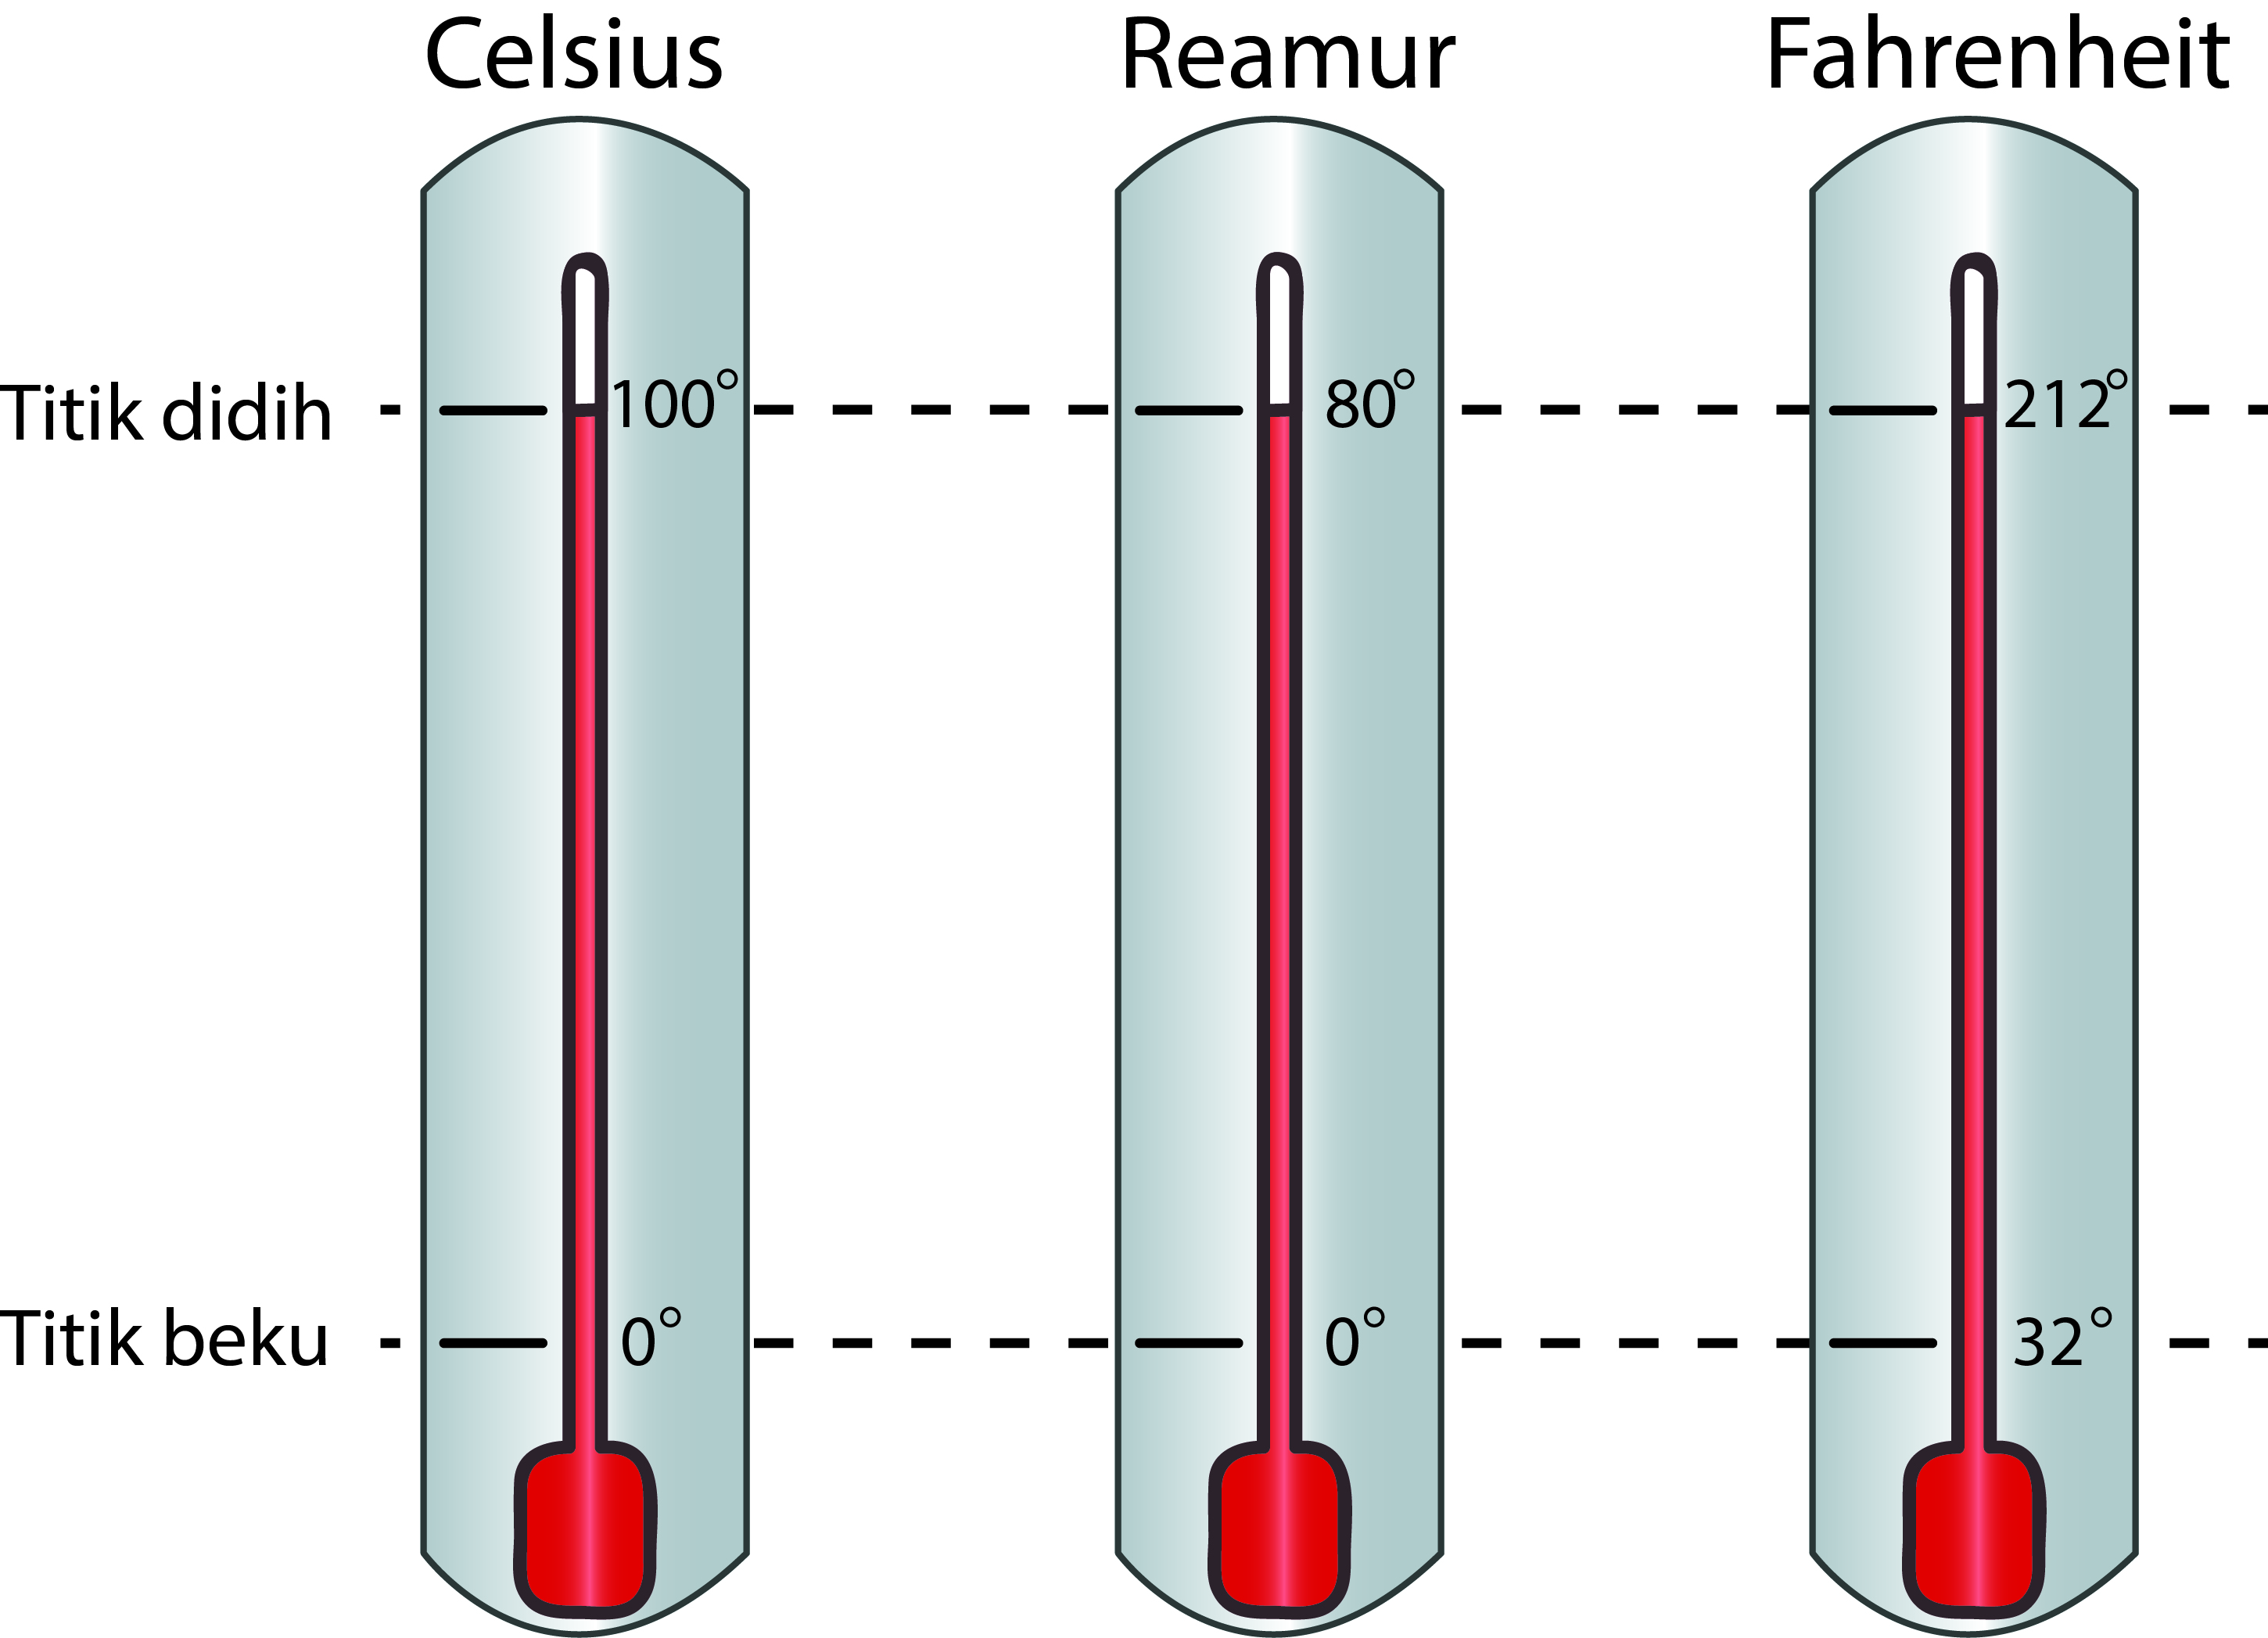 Celsius Reamur Fahrenheit
Titik didih 100° 80° 212°
Titik beku 0° 0° 32°